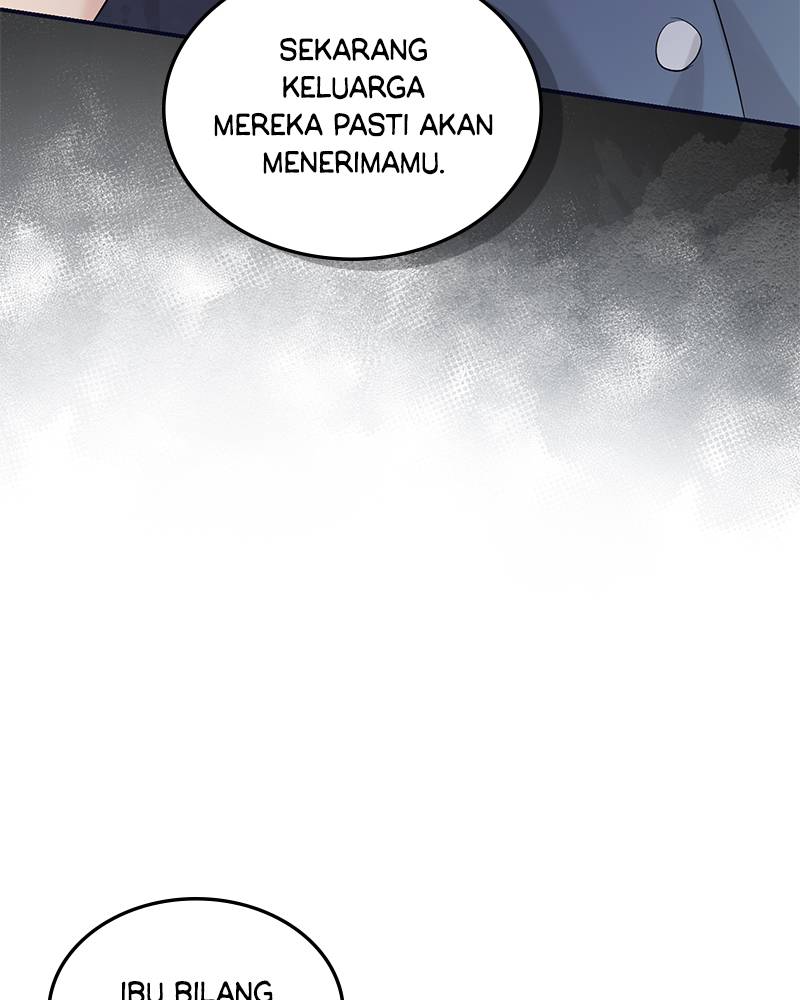 SEKARANG
KELUARGA
MEREKA PASTI AKAN
MENERIMAMU.
IBU BILANG